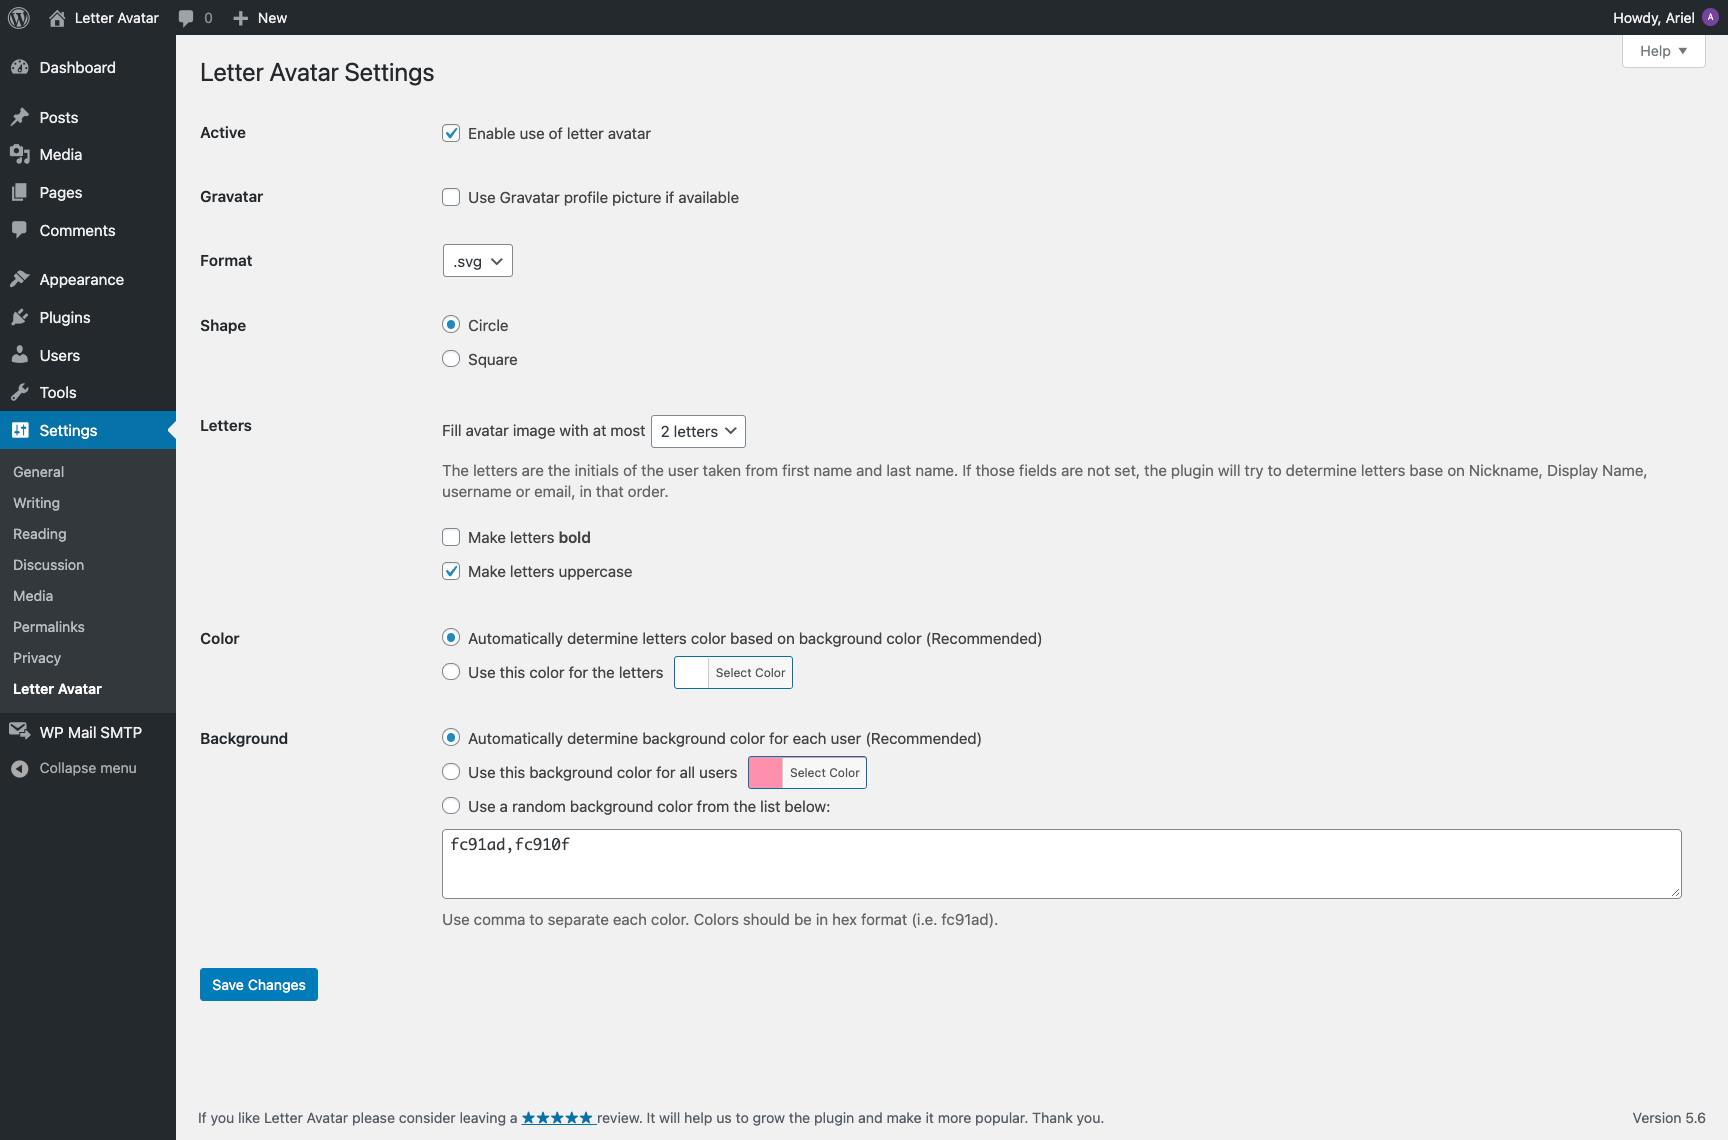 Letter Avatar
0
New
Howdy, Ariel
A
Help
Dashboard
Posts
Media
Pages
Comments
Appearance
Plugins
Users
Tools
Settings
General
Writing
Reading
Discussion
Media
Permalinks
Privacy
Letter Avatar
WP Mail SMTP
Collapse menu
Letter Avatar Settings
Active
Enable use of letter avatar
Gravatar
Use Gravatar profile picture if available
Format
.svg
Shape
Circle
Square
Letters
Fill avatar image with at most 2 letters
The letters are the initials of the user taken from first name and last name. If those fields are not set, the plugin will try to determine letters base on Nickname, Display Name,
username or email, in that order.
Make letters bold
Make letters uppercase
Color
Automatically determine letters color based on background color (Recommended)
Use this color for the letters
Select Color
Background
Automatically determine background color for each user (Recommended)
Use this background color for all users
Select Color
Use a random background color from the list below:
fc91ad,fc910f
Use comma to separate each color. Colors should be in hex format (i.e. fc91ad).
Save Changes
If you like Letter Avatar please consider leaving a ★★★★★ review. It will help us to grow the plugin and make it more popular. Thank you.
Version 5.6